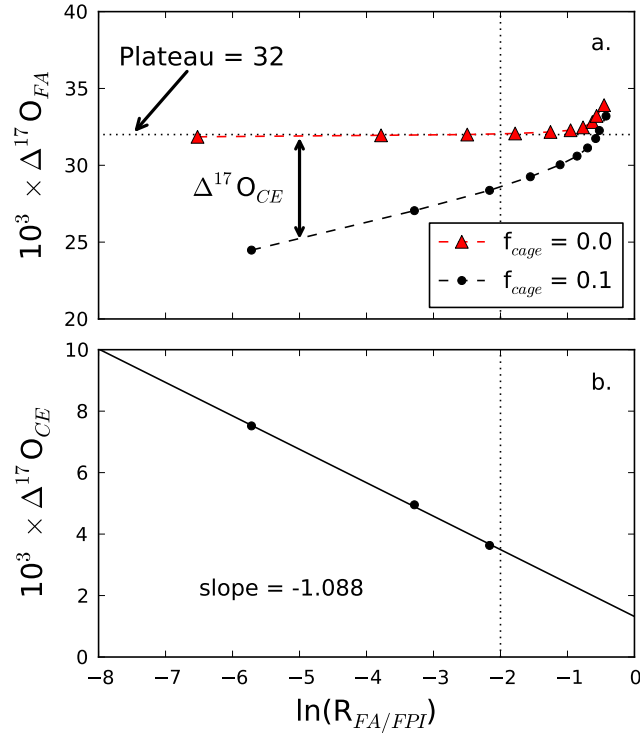 40
a.
Plateau = 32
35
10³ × Δ¹⁷O_FA
30
Δ¹⁷O_CE
25
f_cage = 0.0
f_cage = 0.1
20
10
b.
8
6
10³ × Δ¹⁷O_CE
4
slope = -1.088
2
0
−8 −7 −6 −5 −4 −3 −2 −1 0
ln(R_FA/FPI)